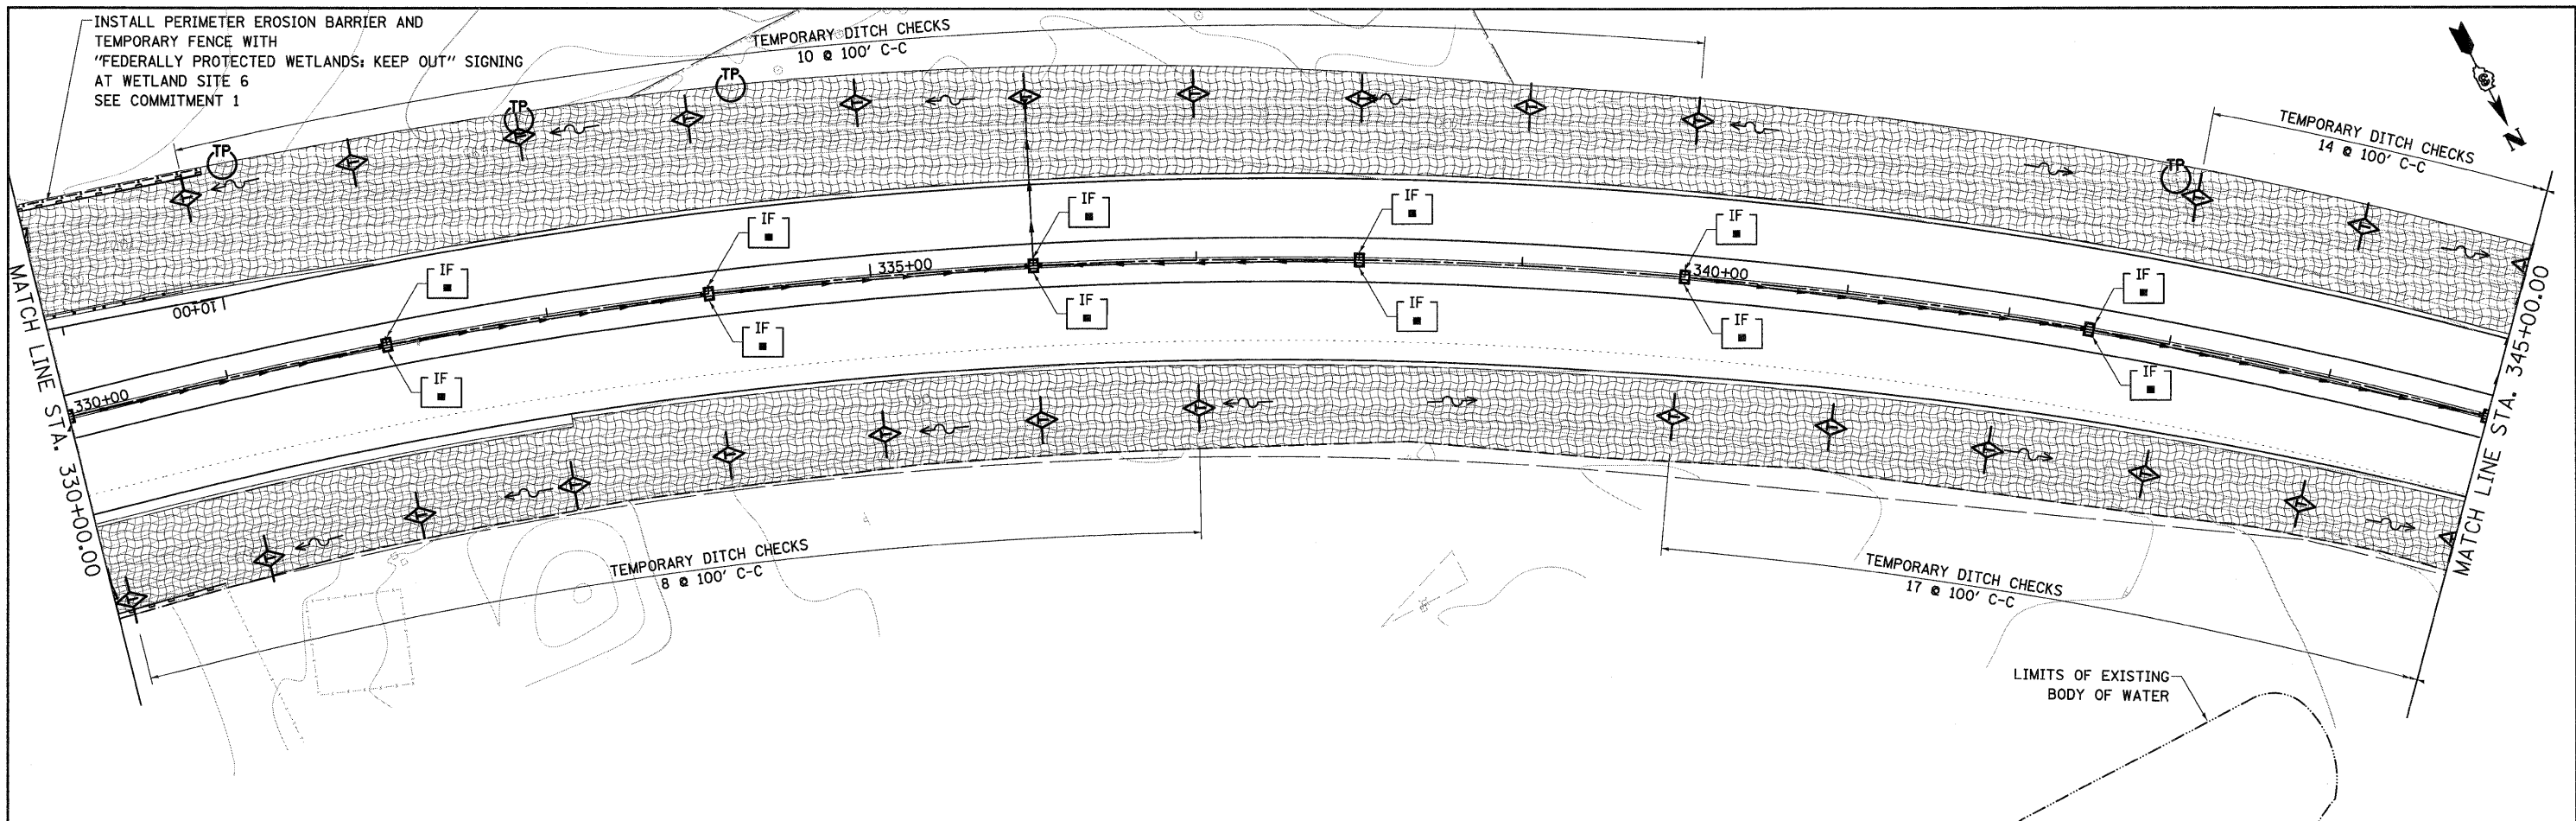 INSTALL PERIMETER EROSION BARRIER AND
TEMPORARY FENCE WITH
"FEDERALLY PROTECTED WETLANDS: KEEP OUT" SIGNING
AT WETLAND SITE 6
SEE COMMITMENT 1
TEMPORARY DITCH CHECKS
10 @ 100' C-C
TP
TP
TP
TP
N
TEMPORARY DITCH CHECKS
14 @ 100' C-C
IF
IF
IF
IF
IF
IF
335+00
340+00
10+00
330+00
IF
IF
IF
IF
IF
IF
MATCH LINE STA. 330+00.00
MATCH LINE STA. 345+00.00
TEMPORARY DITCH CHECKS
8 @ 100' C-C
TEMPORARY DITCH CHECKS
17 @ 100' C-C
LIMITS OF EXISTING
BODY OF WATER